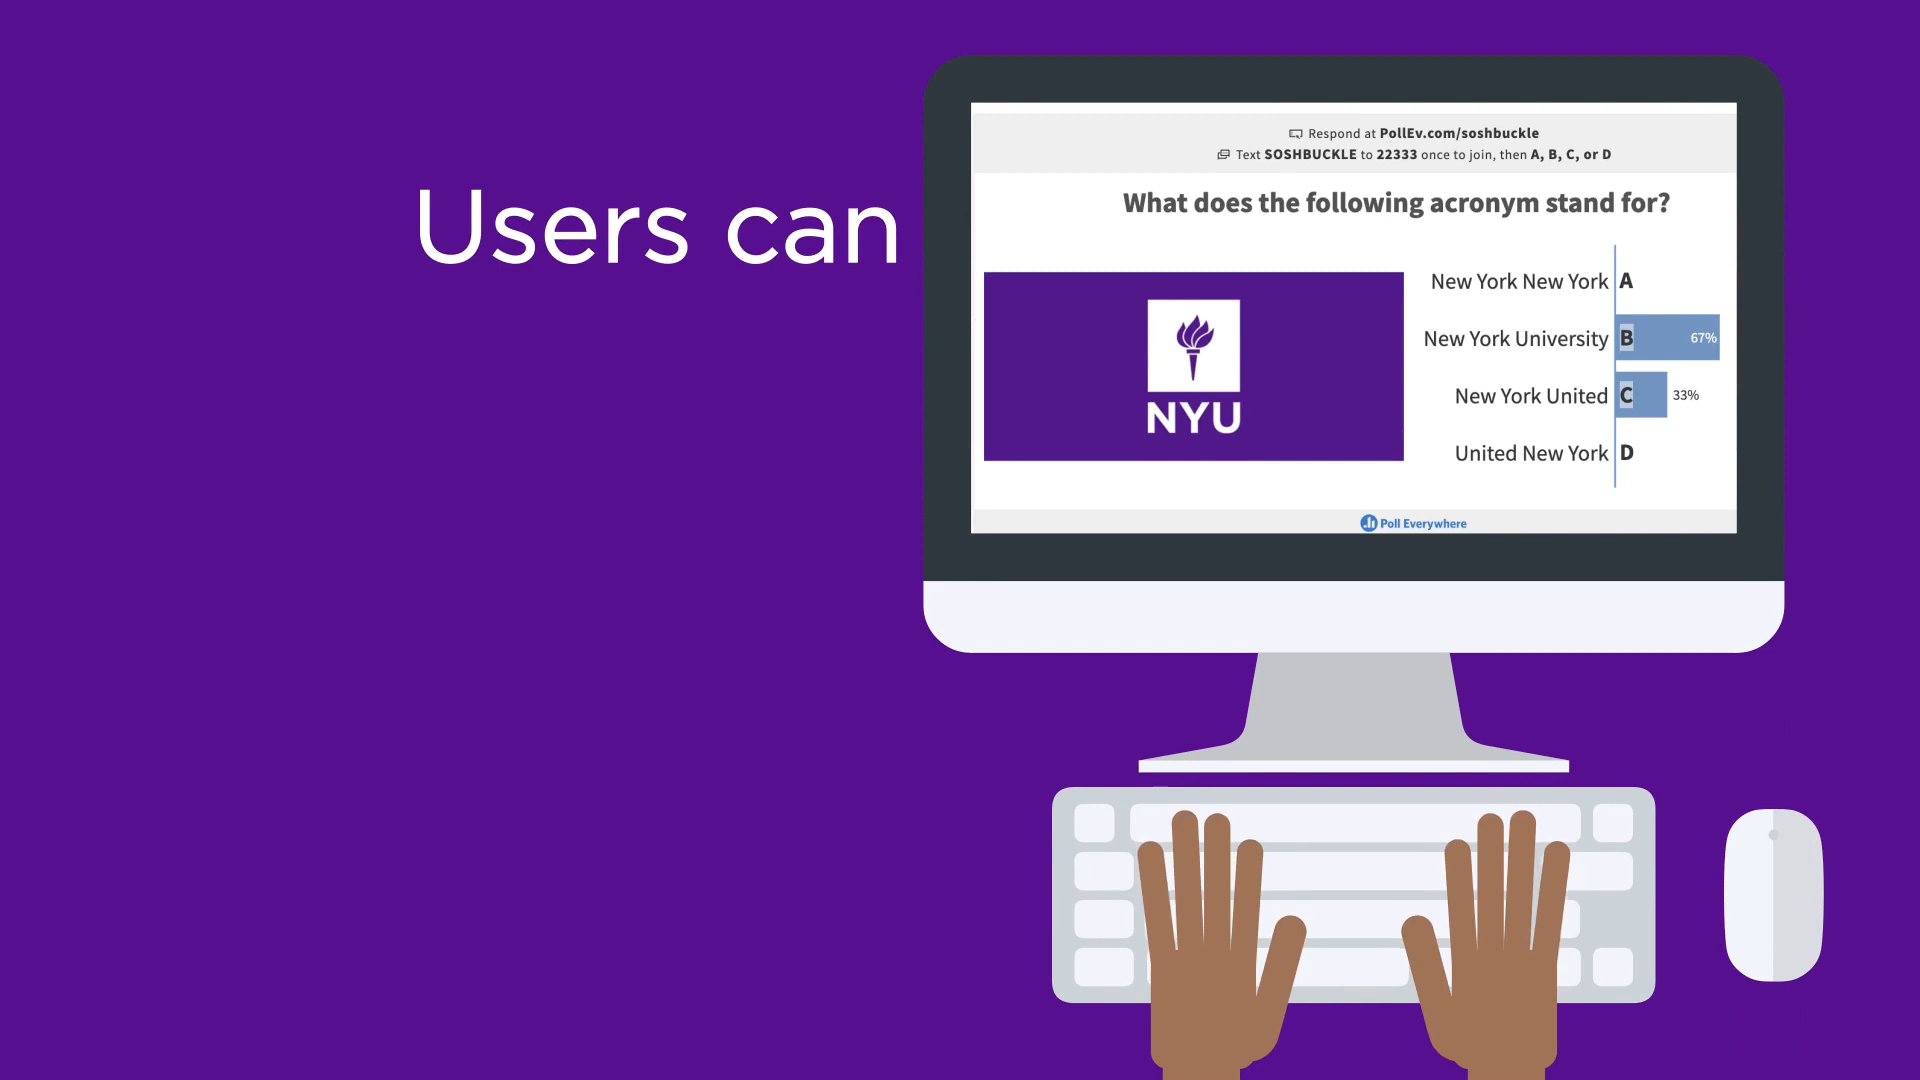 Users can
Respond at PollEv.com/soshbuckle
Text SOSHBUCKLE to 22333 once to join, then A, B, C, or D
What does the following acronym stand for?
NYU
New York New York A
New York University B 67%
New York United C 33%
United New York D
Poll Everywhere